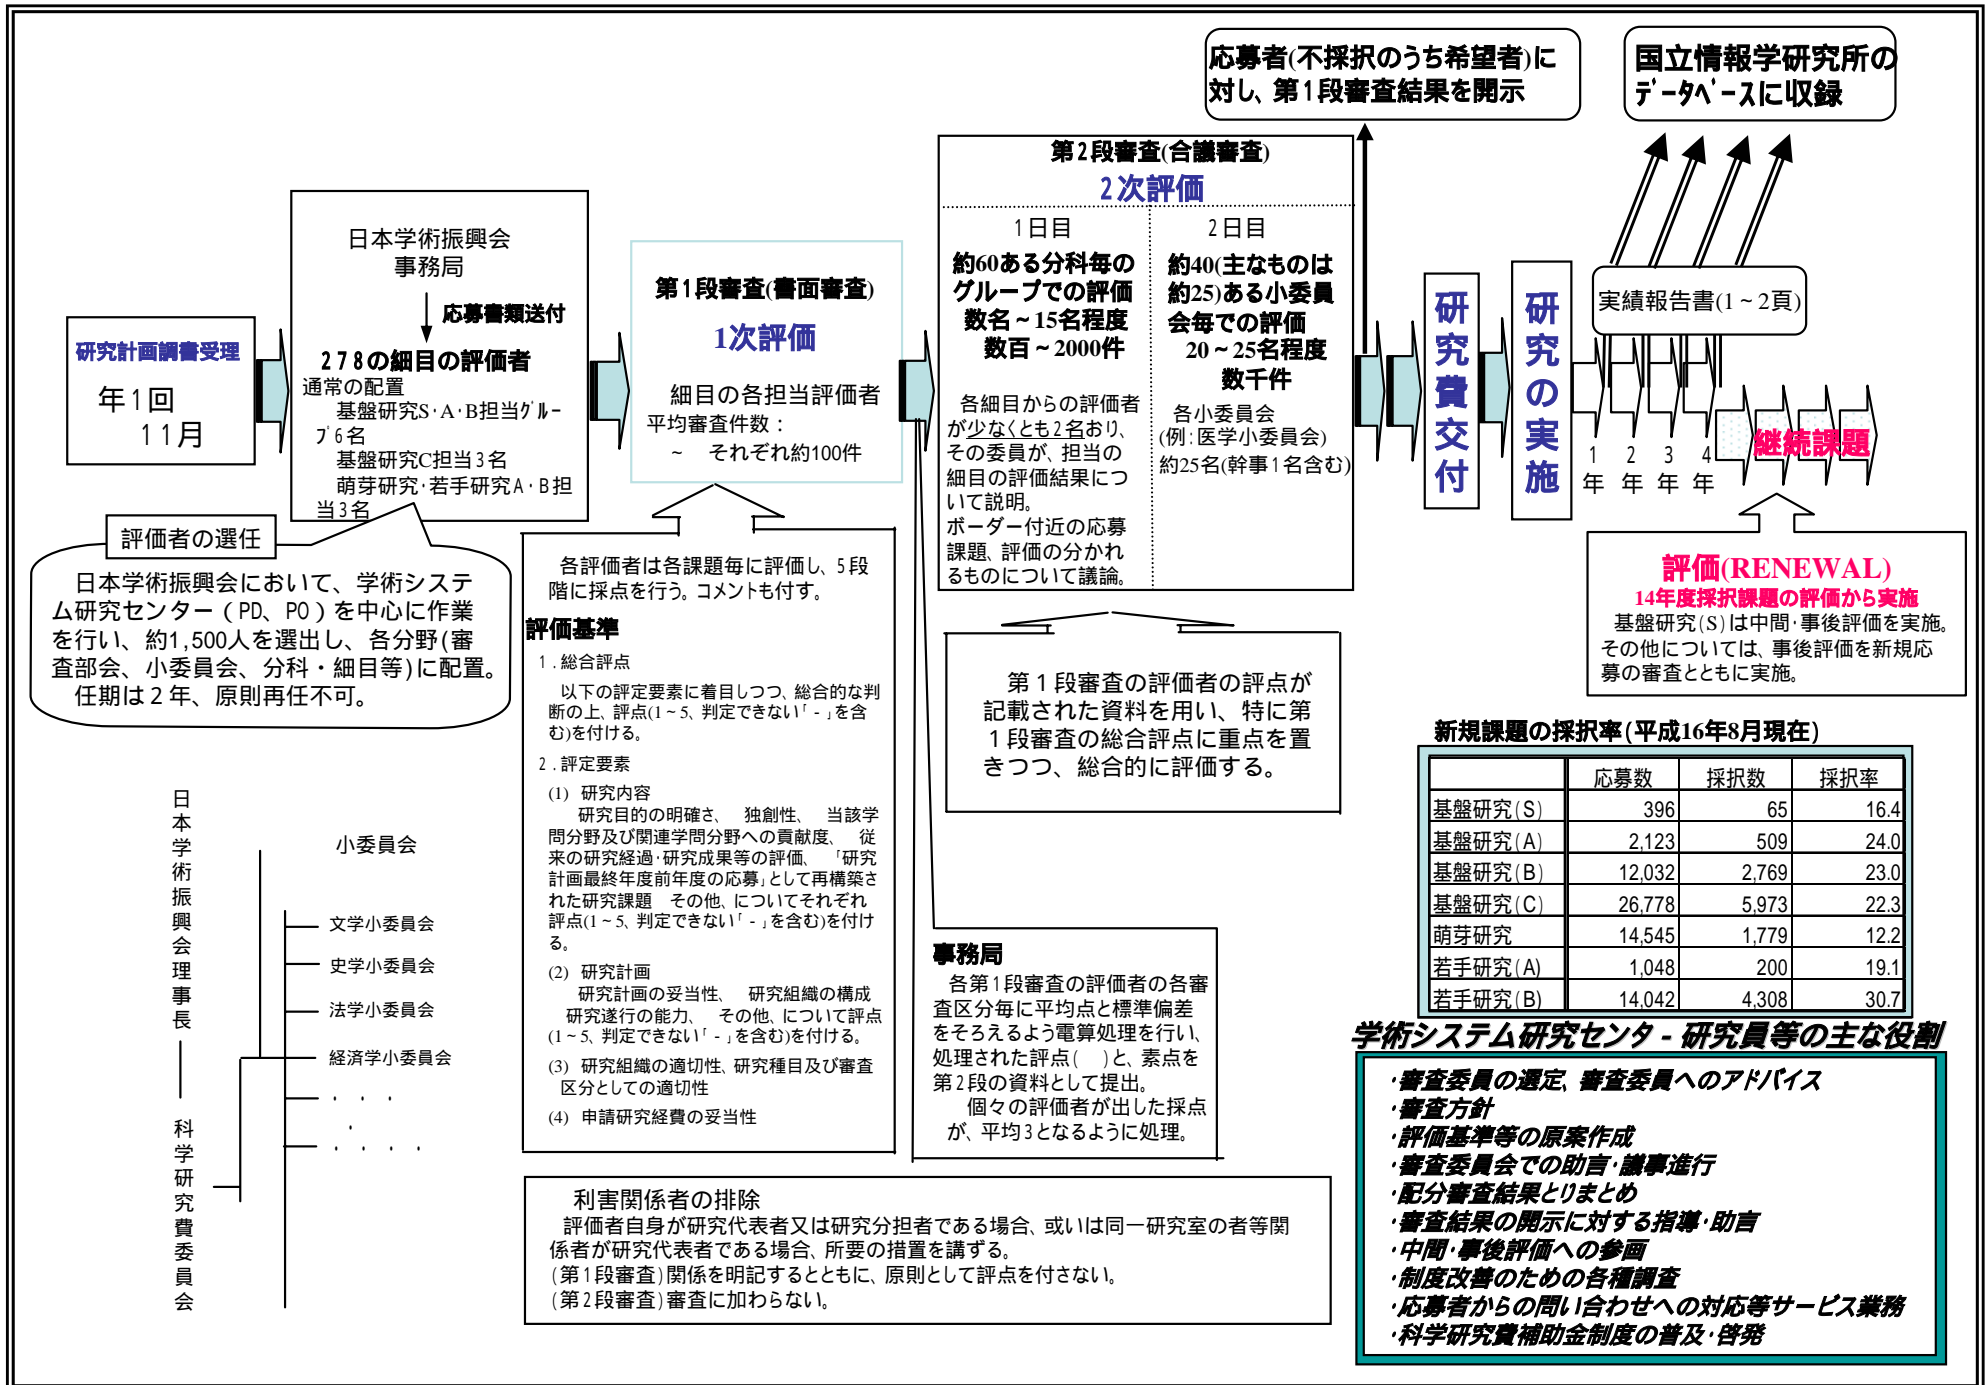 応募者(不採択のうち希望者)に
対し、第1段審査結果を開示
国立情報学研究所の
データベースに収録
研究計画調書受理
年1回
11月
日本学術振興会
事務局
応募書類送付
278の細目の評価者
通常の配置
基盤研究S・A・B担当グルー
プ6名
基盤研究C担当3名
萌芽研究・若手研究A・B担
当3名
評価者の選任
日本学術振興会において、学術システ
ム研究センター(PD、PO)を中心に作業
を行い、約1,500人を選出し、各分野(審
査部会、小委員会、分科・細目等)に配置。
任期は2年、原則再任不可。
第1段審査(書面審査)
1次評価
細目の各担当評価者
平均審査件数:
~ それぞれ約100件
各評価者は各課題毎に評価し、5段
階に採点を行う。コメントも付す。
評価基準
1.総合評点
以下の評定要素に着目しつつ、総合的な判
断の上、評点(1~5、判定できない「-」を含
む)を付ける。
2.評定要素
(1) 研究内容
研究目的の明確さ、 独創性、 当該学
問分野及び関連学問分野への貢献度、 従
来の研究経過・研究成果等の評価、 「研究
計画最終年度前年度の応募」として再構築さ
れた研究課題 その他、についてそれぞれ
評点(1~5、判定できない「-」を含む)を付け
る。
(2) 研究計画
研究計画の妥当性、 研究組織の構成
研究遂行の能力、 その他、について評点
(1~5、判定できない「-」を含む)を付ける。
(3) 研究組織の適切性、研究種目及び審査
区分としての適切性
(4) 申請研究経費の妥当性
第2段審査(合議審査)
2次評価
1日目
約60ある分科毎の
グループでの評価
数名~15名程度
数百~2000件
各細目からの評価者
が少なくとも2名おり、
その委員が、担当の
細目の評価結果につ
いて説明。
ボーダー付近の応募
課題、評価の分かれ
るものについて議論。
2日目
約40(主なものは
約25)ある小委員
会毎での評価
20~25名程度
数千件
各小委員会
(例:医学小委員会)
約25名(幹事1名含む)
第1段審査の評価者の評点が
記載された資料を用い、特に第
1段審査の総合評点に重点を置
きつつ、総合的に評価する。
事務局
各第1段審査の評価者の各審
査区分毎に平均点と標準偏差
をそろえるよう電算処理を行い、
処理された評点( )と、素点を
第2段の資料として提出。
個々の評価者が出した採点
が、平均3となるように処理。
研究費交付
研究の実施
実績報告書(1~2頁)
1年 2年 3年 4年
継続課題
評価(RENEWAL)
14年度採択課題の評価から実施
基盤研究(S)は中間・事後評価を実施。
その他については、事後評価を新規応
募の審査とともに実施。
新規課題の採択率(平成16年8月現在)
応募数 採択数 採択率
基盤研究(S) 396 65 16.4
基盤研究(A) 2,123 509 24.0
基盤研究(B) 12,032 2,769 23.0
基盤研究(C) 26,778 5,973 22.3
萌芽研究 14,545 1,779 12.2
若手研究(A) 1,048 200 19.1
若手研究(B) 14,042 4,308 30.7
学術システム研究センタ-研究員等の主な役割
・審査委員の選定、審査委員へのアドバイス
・審査方針
・評価基準等の原案作成
・審査委員会での助言・議事進行
・配分審査結果とりまとめ
・審査結果の開示に対する指導・助言
・中間・事後評価への参画
・制度改善のための各種調査
・応募者からの問い合わせへの対応等サービス業務
・科学研究費補助金制度の普及・啓発
日本学術振興会理事長
科学研究費委員会
小委員会
文学小委員会
史学小委員会
法学小委員会
経済学小委員会
・ ・ ・
・
・ ・ ・ ・
利害関係者の排除
評価者自身が研究代表者又は研究分担者である場合、或いは同一研究室の者等関
係者が研究代表者である場合、所要の措置を講ずる。
(第1段審査)関係を明記するとともに、原則として評点を付さない。
(第2段審査)審査に加わらない。